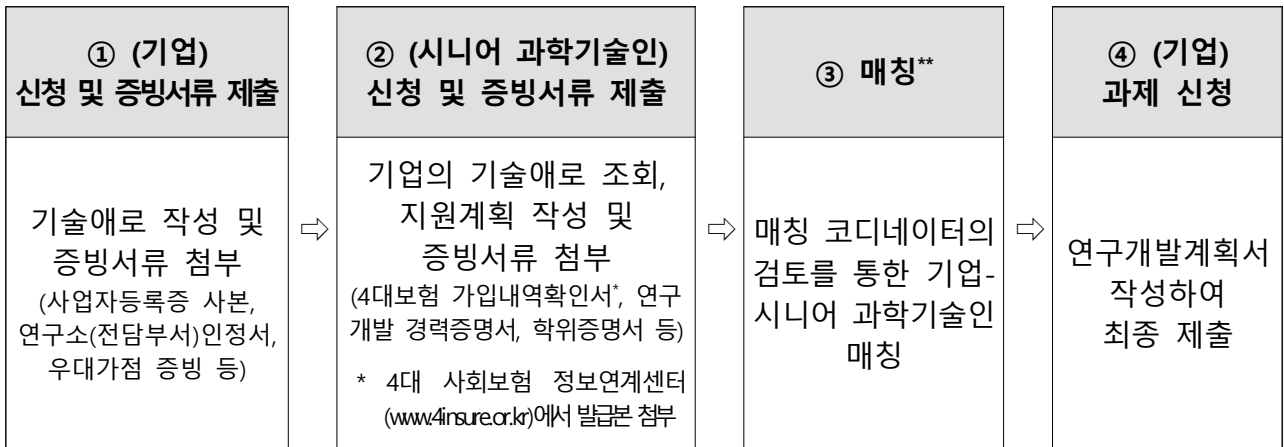 ① (기업)
신청 및 증빙서류 제출
기술애로 작성 및
증빙서류 첨부
(사업자등록증 사본,
연구소(전담부서)인정서,
우대가점 증빙 등)
⇨
② (시니어 과학기술인)
신청 및 증빙서류 제출
기업의 기술애로 조회,
지원계획 작성 및
증빙서류 첨부
(4대보험 가입내역확인서*, 연구
개발 경력증명서, 학위증명서 등)
* 4대 사회보험 정보연계센터
(www.4insure.or.kr)에서 발급본 첨부
⇨
③ 매칭**
매칭 코디네이터의
검토를 통한 기업-
시니어 과학기술인
매칭
⇨
④ (기업)
과제 신청
연구개발계획서
작성하여
최종 제출